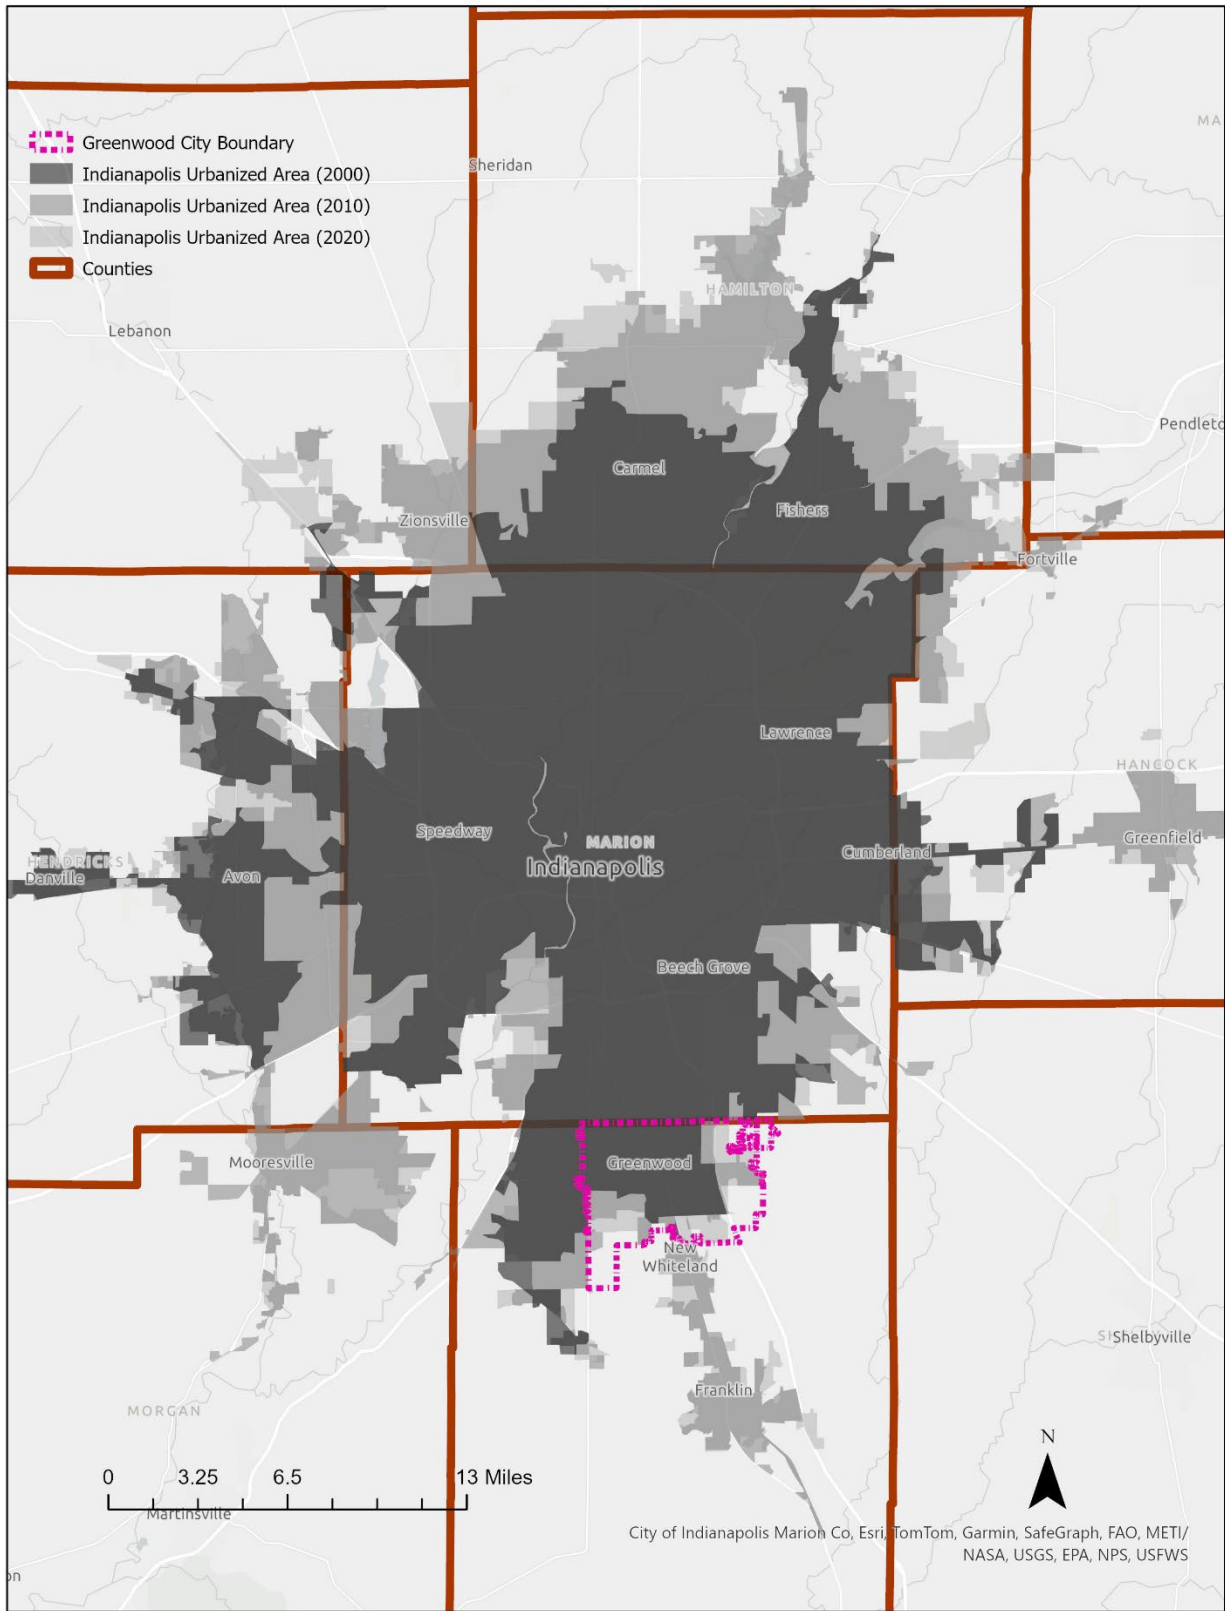 MA
Greenwood City Boundary
Sheridan
Indianapolis Urbanized Area (2000)
Indianapolis Urbanized Area (2010)
Indianapolis Urbanized Area (2020)
Counties
HAMILTON
Lebanon
Pendleto
Carmel
Fishers
Zionsville
Fortville
Lawrence
HANCOCK
Speedway
MARION
Greenfield
Cumberland
HENDRICKS
Indianapolis
Danville
Avon
Beech Grove
Mooresville
Greenwood
New
Whiteland
Shelbyville
Franklin
MORGAN
N
0 3.25 6.5 13 Miles
Martinsville
City of Indianapolis Marion Co, Esri, TomTom, Garmin, SafeGraph, FAO, METI/
NASA, USGS, EPA, NPS, USFWS
on